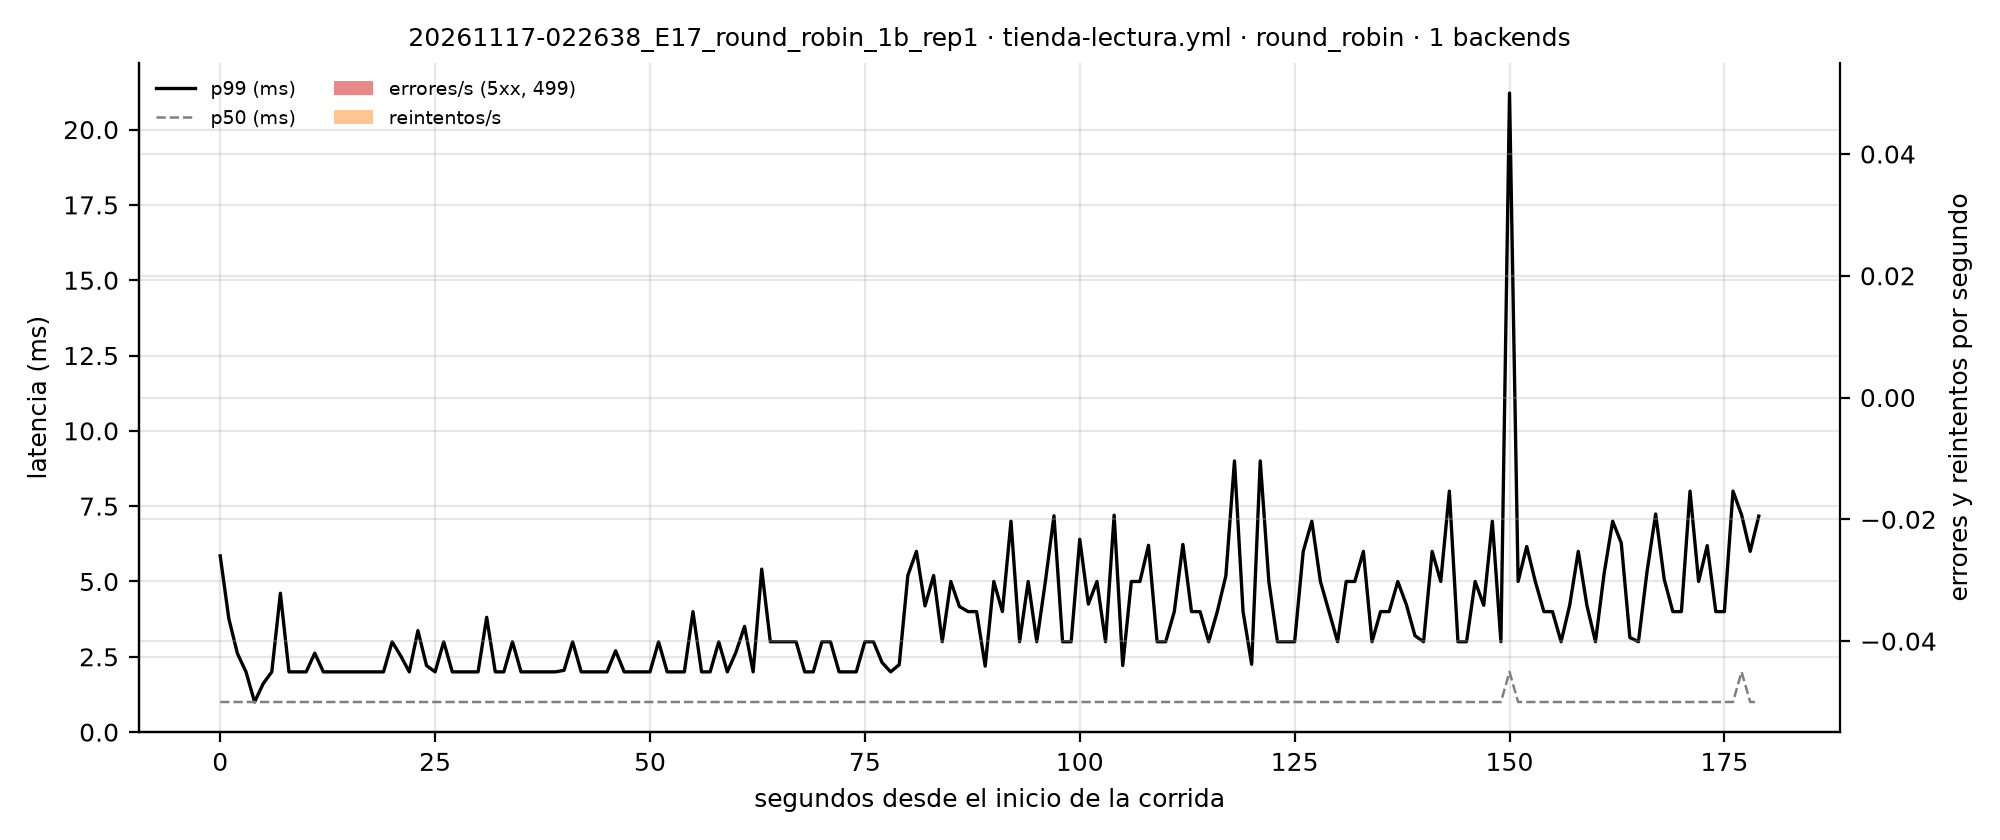 20261117-022638_E17_round_robin_1b_rep1 · tienda-lectura.yml · round_robin · 1 backends
p99 (ms)
p50 (ms)
errores/s (5xx, 499)
reintentos/s
latencia (ms)
20.0
17.5
15.0
12.5
10.0
7.5
5.0
2.5
0.0
0.04
0.02
0.00
−0.02
−0.04
errores y reintentos por segundo
0 25 50 75 100 125 150 175
segundos desde el inicio de la corrida